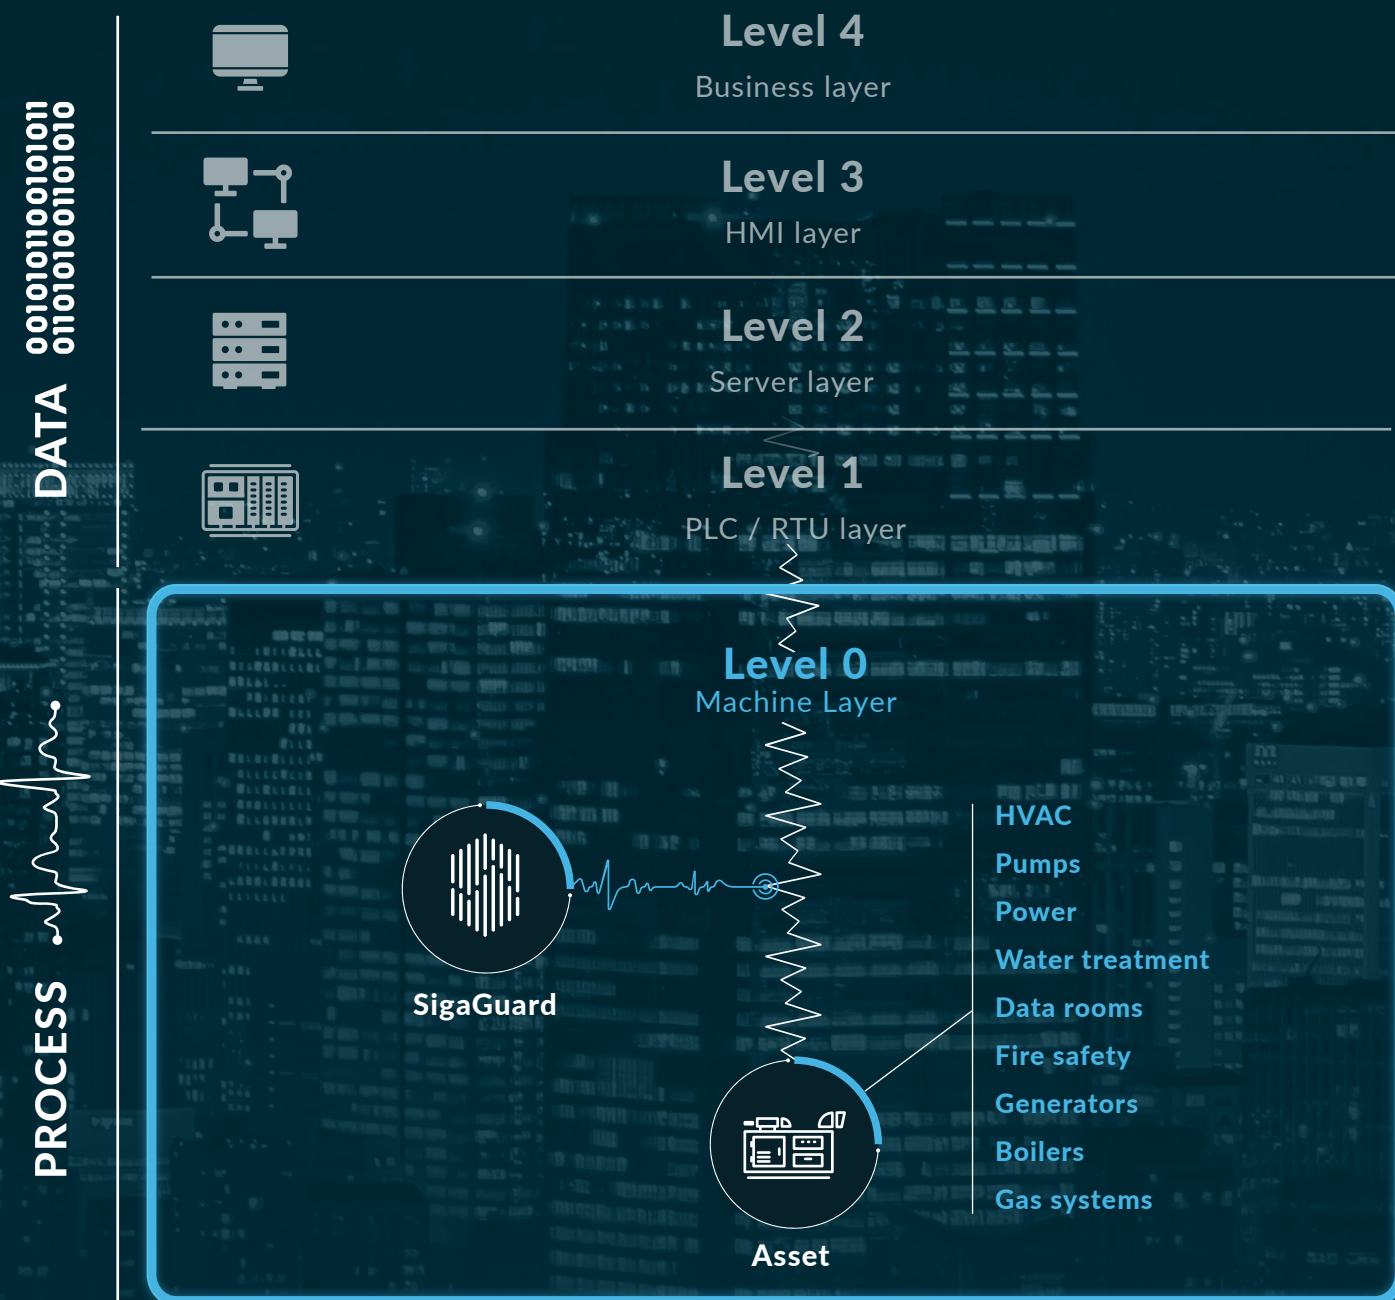 Level 4
Business layer
Level 3
HMI layer
Level 2
Server layer
Level 1
PLC / RTU layer
DATA
001010110010101011
011010100110101010
Level 0
Machine Layer
PROCESS
SigaGuard
Asset
HVAC
Pumps
Power
Water treatment
Data rooms
Fire safety
Generators
Boilers
Gas systems